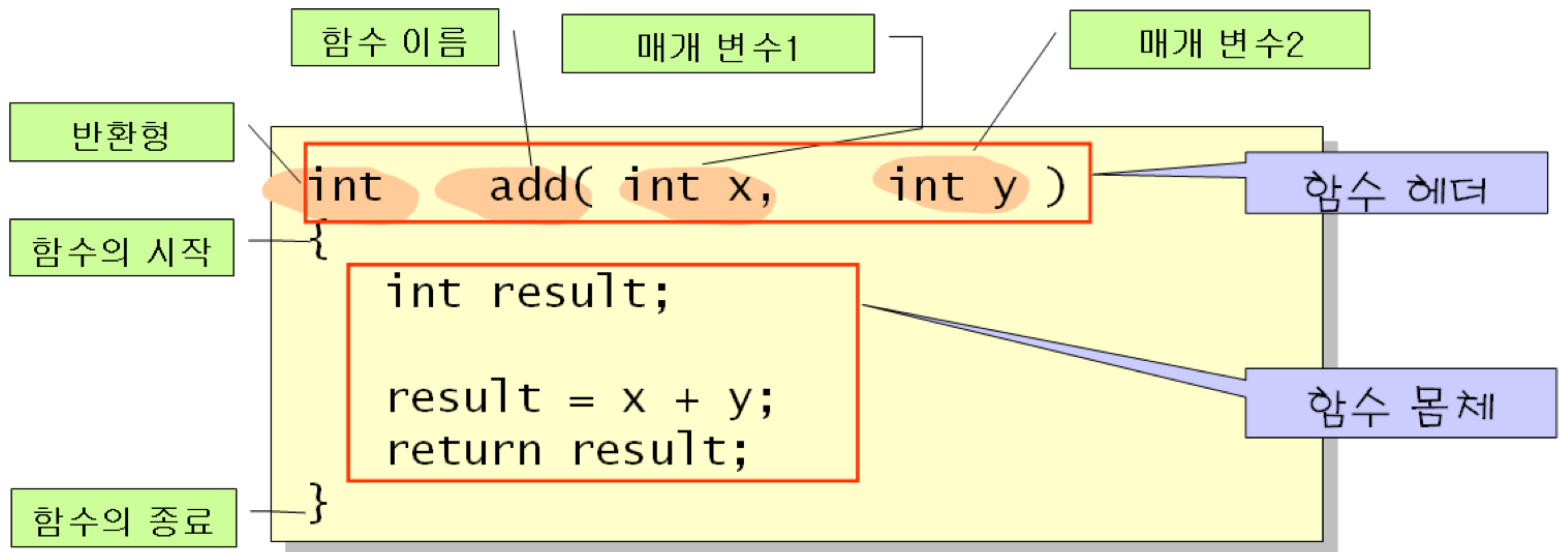 함수 이름
매개 변수1
매개 변수2
반환형
int add( int x, int y )
함수 헤더
함수의 시작
{
int result;
result = x + y;
함수 몸체
return result;
함수의 종료
}